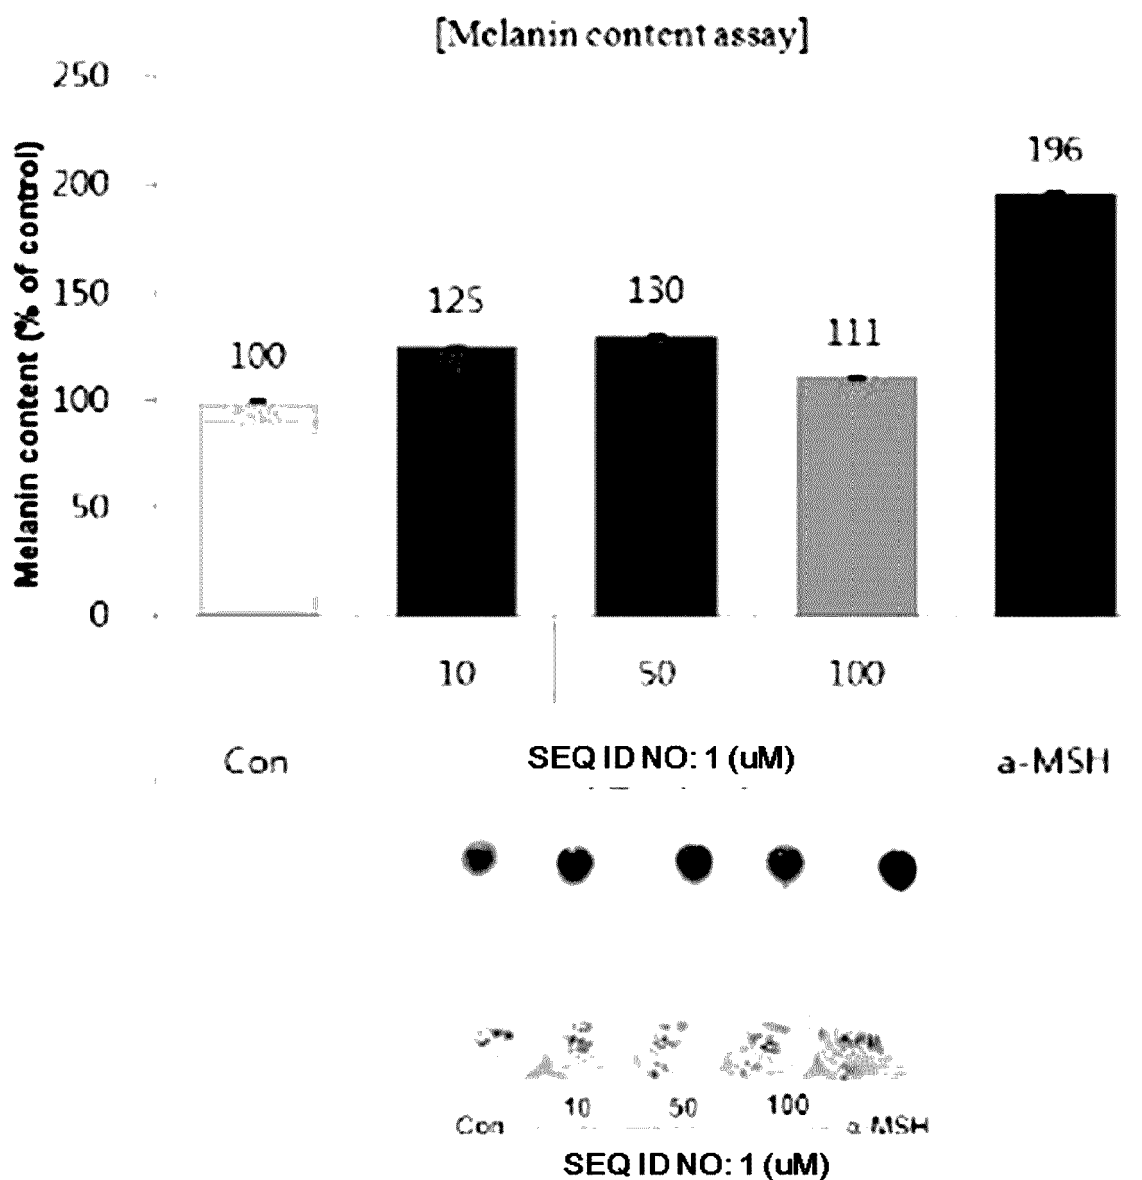 [Melanin content assay]
Melanin content (% of control)
250
200
150
100
50
0
100
125
130
111
196
10
50
100
Con
SEQ ID NO: 1 (uM)
a-MSH
10
50
100
Con
α-MSH
SEQ ID NO: 1 (uM)